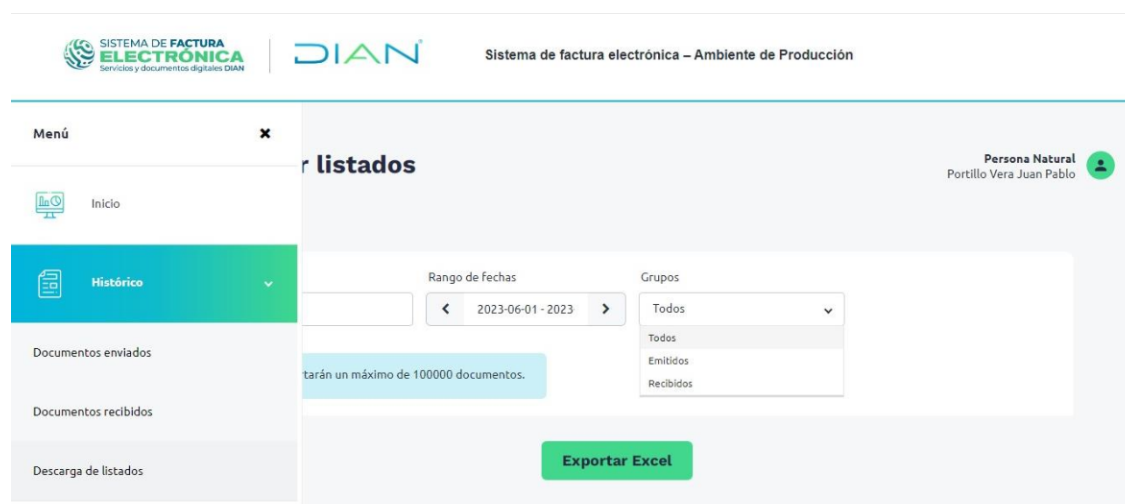 SISTEMA DE FACTURA
ELECTRÓNICA
Servicios y documentos digitales DIAN
DIAN
Sistema de factura electrónica – Ambiente de Producción
Menú
r listados
Persona Natural
Portillo Vera Juan Pablo
Inicio
Histórico
Rango de fechas
Grupos
2023-06-01 - 2023
Todos
Todos
Emitidos
Recibidos
Documentos enviados
tarán un máximo de 100000 documentos.
Documentos recibidos
Descarga de listados
Exportar Excel